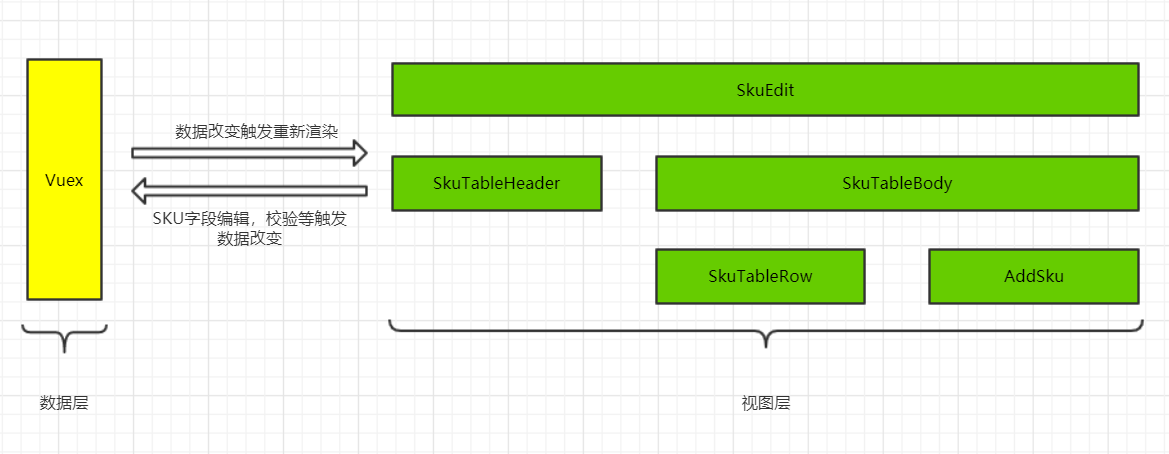 SkuEdit
数据改变触发重新渲染
Vuex
SkuTableHeader
SkuTableBody
SKU字段编辑，校验等触发
数据改变
SkuTableRow
AddSku
数据层
视图层